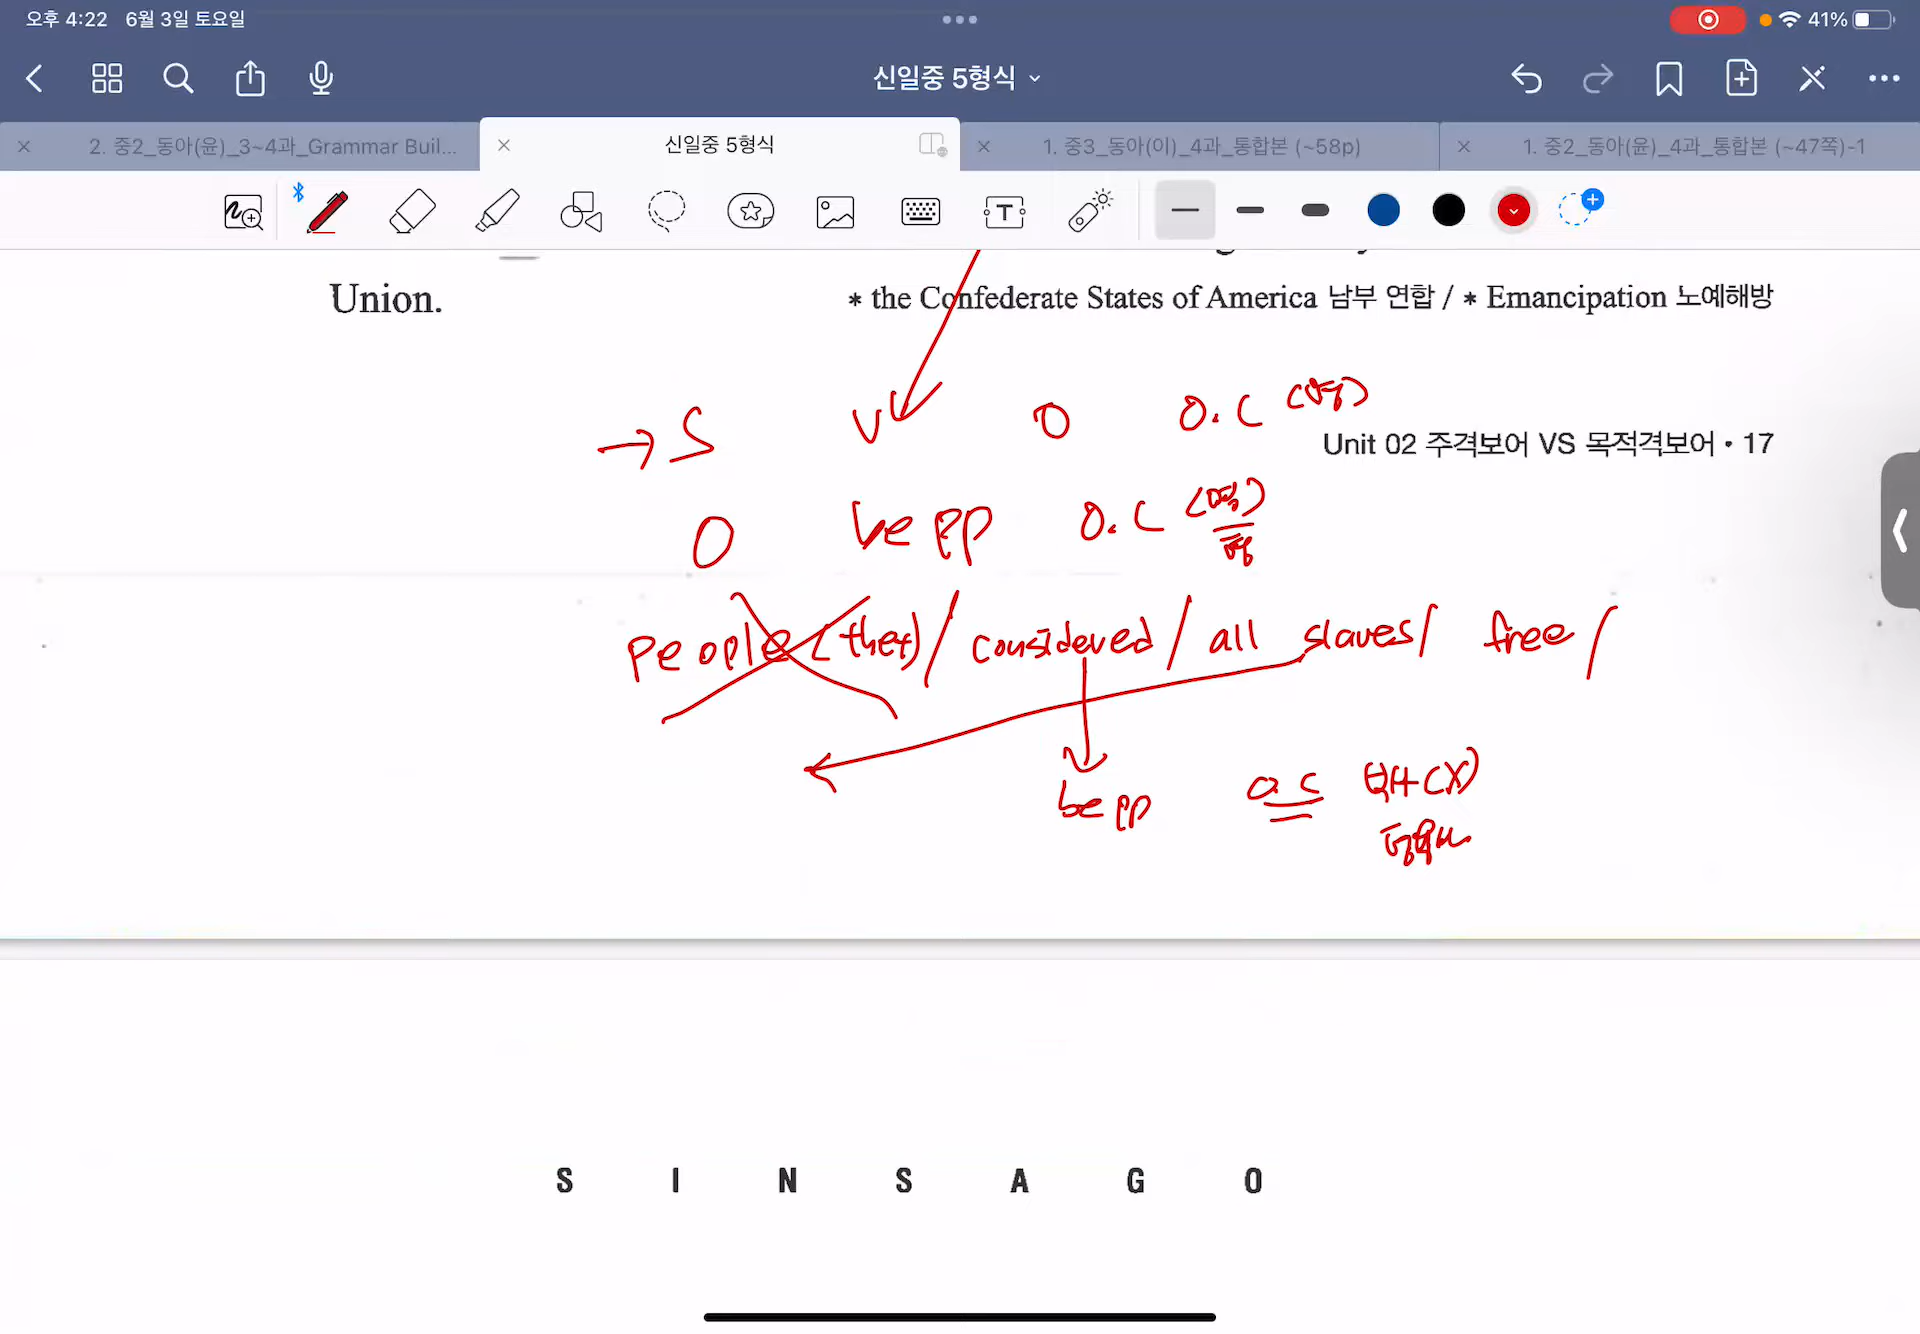 오후 4:22 6월 3일 토요일
41%
신일중 5형식
2. 중2_동아(윤)_3~4과_Grammar Buil...
신일중 5형식
1. 중3_동아(이)_4과_통합본 (~58p)
1. 중2_동아(윤)_4과_통합본 (~47쪽)-1
Union.
* the Confederate States of America 남부 연합 / * Emancipation 노예해방
→ S V O O.C
Unit 02 주격보어 VS 목적격보어 • 17
O be pp O.C
people (they) / considered / all slaves / free /
be pp O.C
S I N S A G O